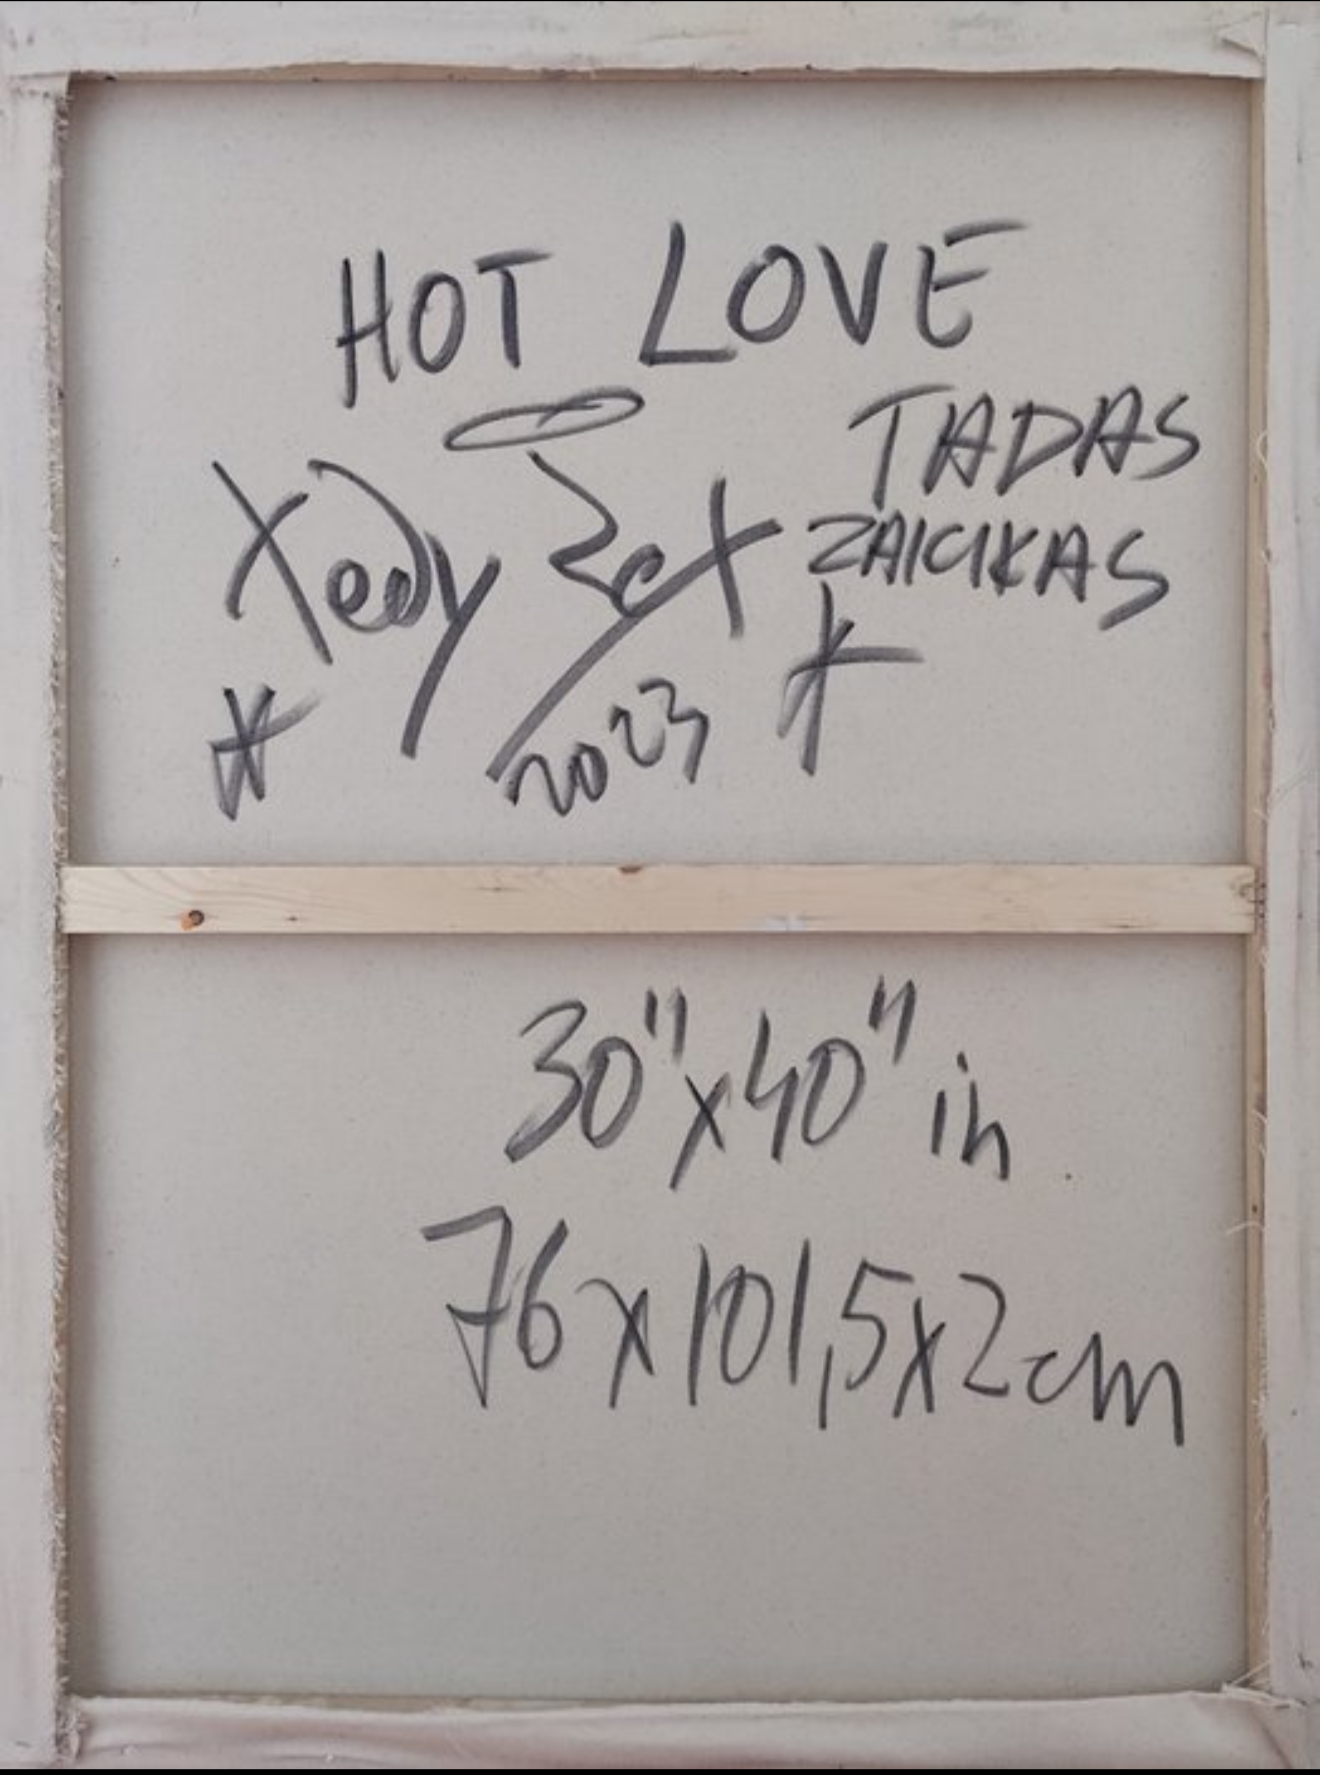 HOT LOVE
TADAS
Xedy Zet ZAICIKAS
2023
30"x40" in
76x101,5x2cm